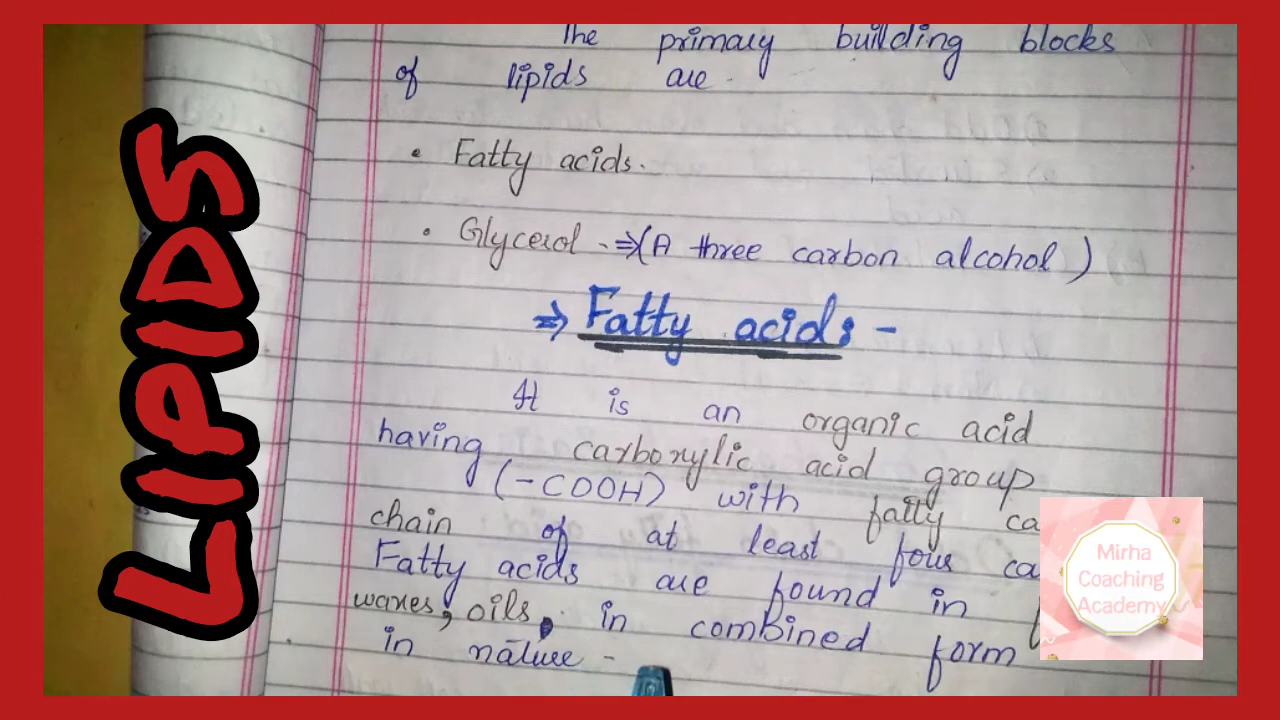 The primary building blocks
of lipids are
• Fatty acids.
• Glycerol -⇒(A three carbon alcohol)
⇒ Fatty acids -
It is an organic acid
having carboxylic acid group
(-COOH) with fatty ca
chain of at least four ca
Fatty acids are found in
waxes, oils, in combined form
in nature -
LIPIDS
Mirha
Coaching
Academy